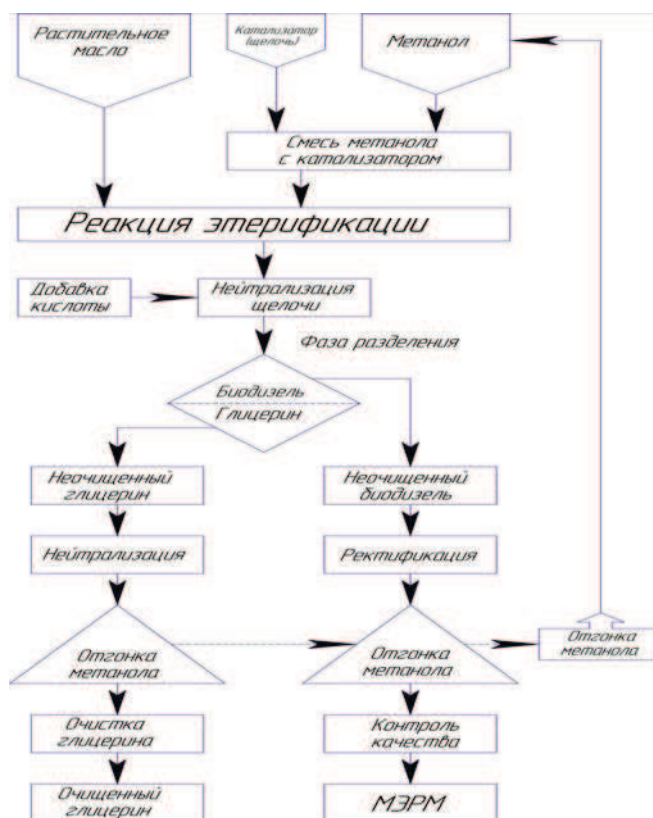 Растительное
масло
Катализатор
(щелочь)
Метанол
Смесь метанола
с катализатором
Реакция этерификации
Добавка
кислоты
Нейтрализация
щелочи
Фаза разделения
Биодизель
Глицерин
Неочищенный
глицерин
Неочищенный
биодизель
Нейтрализация
Ректификация
Отгонка
метанола
Отгонка
метанола
Отгонка
метанола
Очистка
глицерина
Контроль
качества
Очищенный
глицерин
МЭРМ